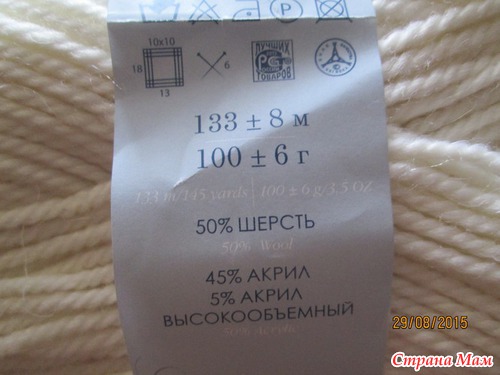 10x10
18
13
6
ЛУЧШИХ
ТОВАРОВ
133 ± 8 м
100 ± 6 г
133 m/145 yards 100 ± 6 g/3.5 OZ
50% ШЕРСТЬ
50% Wool
45% АКРИЛ
5% АКРИЛ
ВЫСОКООБЪЕМНЫЙ
29/08/2015
Страна Мам